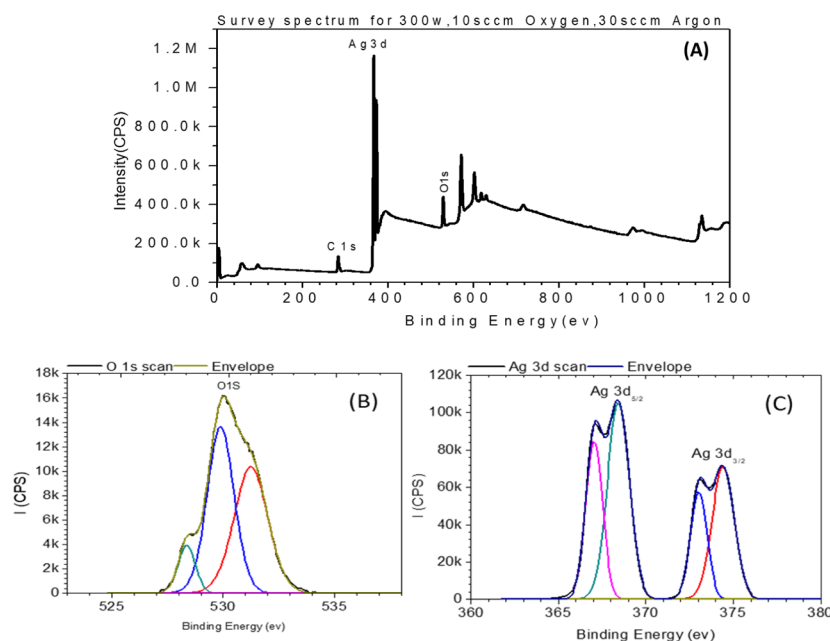 Survey spectrum for 300w,10sccm Oxygen,30sccm Argon
(A)
Ag3d
C 1s
O1s
1.2M
1.0M
800.0k
600.0k
400.0k
200.0k
0.0
Intensity(CPS)
0 200 400 600 800 1000 1200
Binding Energy(ev)
O 1s scan Envelope
O1S
(B)
18k
16k
14k
12k
10k
8k
6k
4k
2k
0
I (CPS)
525 530 535
Binding Energy (ev)
Ag 3d scan Envelope
Ag 3d5/2
Ag 3d3/2
(C)
120k
100k
80k
60k
40k
20k
0
I (CPS)
360 365 370 375 380
Binding Energy (ev)